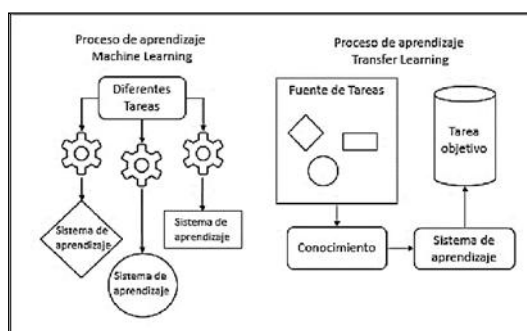 Proceso de aprendizaje
Machine Learning
Diferentes
Tareas
Sistema de
aprendizaje
Sistema de
aprendizaje
Sistema de
aprendizaje
Proceso de aprendizaje
Transfer Learning
Fuente de Tareas
Tarea
objetivo
Conocimiento
Sistema de
aprendizaje